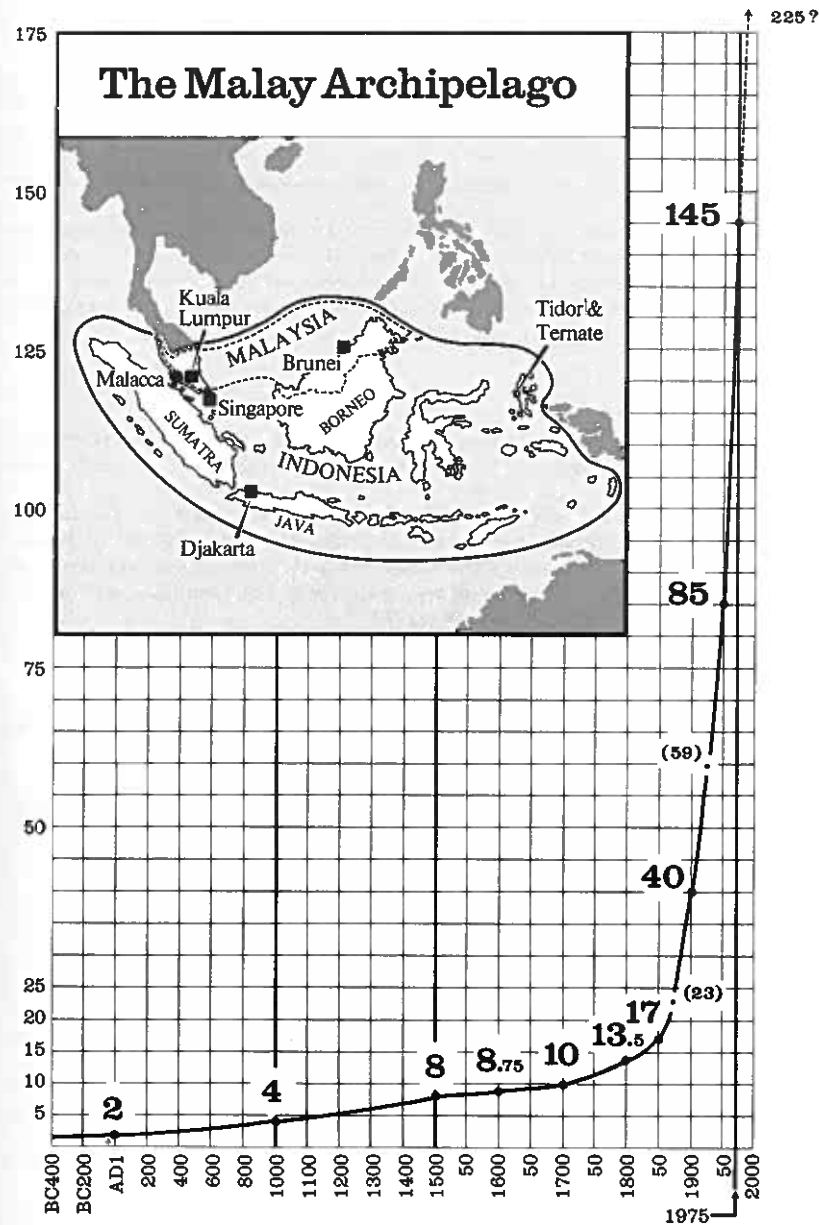 225?
175
The Malay Archipelago
150
145
Kuala
Lumpur
Tidor &
Ternate
MALAYSIA
125
Brunei
Malacca
Singapore
BORNEO
SUMATRA
INDONESIA
100
JAVA
Djakarta
85
75
(59)
50
40
25
(23)
20
17
15
13.5
10
8
8.75
10
4
5
2
BC400
BC200
AD1
200
400
600
800
1000
1100
1200
1300
1400
1500
50
1600
50
1700
50
1800
50
1900
50
2000
1975